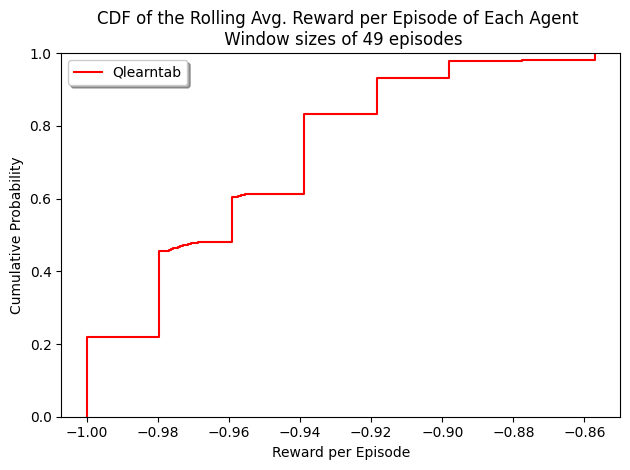 CDF of the Rolling Avg. Reward per Episode of Each Agent
Window sizes of 49 episodes
Qlearntab
Cumulative Probability
1.0
0.8
0.6
0.4
0.2
0.0
−1.00 −0.98 −0.96 −0.94 −0.92 −0.90 −0.88 −0.86
Reward per Episode